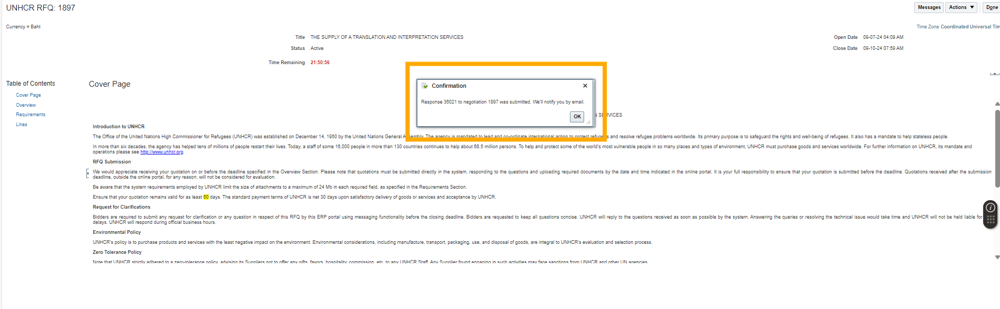 UNHCR RFQ: 1897
Messages
Actions
Done
Currency = Baht
Time Zone Coordinated Universal Tim
Title THE SUPPLY OF A TRANSLATION AND INTERPRETATION SERVICES
Open Date 09-07-24 04:09 AM
Status Active
Close Date 09-10-24 07:59 AM
Time Remaining 21:50:56
Table of Contents
Cover Page
Overview
Requirements
Lines
Cover Page
Confirmation
Response 36021 to negotiation 1897 was submitted. We'll notify you by email.
OK
N SERVICES
Introduction to UNHCR
The Office of the United Nations High Commissioner for Refugees (UNHCR) was established on December 14, 1950 by the United Nations General Assembly. The agency is mandated to lead and co-ordinate international action to protect refugees and resolve refugee problems worldwide. Its primary purpose is to safeguard the rights and well-being of refugees. It also has a mandate to help stateless people.
In more than six decades, the agency has helped tens of millions of people restart their lives. Today, a staff of some 16,000 people in more than 130 countries continues to help about 68.5 million persons. To help and protect some of the world's most vulnerable people in so many places and types of environment, UNHCR must purchase goods and services worldwide. For further information on UNHCR, its mandate and
operations please see http://www.unhcr.org.
RFQ Submission
We would appreciate receiving your quotation on or before the deadline specified in the Overview Section. Please note that quotations must be submitted directly in the system, responding to the questions and uploading required documents by the date and time indicated in the online portal. It is your full responsibility to ensure that your quotation is submitted before the deadline. Quotations received after the submission
deadline, outside the online portal, for any reason, will not be considered for evaluation.
Be aware that the system requirements employed by UNHCR limit the size of attachments to a maximum of 24 Mb in each required field, as specified in the Requirements Section.
Ensure that your quotation remains valid for as least 60 days. The standard payment terms of UNHCR is net 30 days upon satisfactory delivery of goods or services and acceptance by UNHCR.
Request for Clarifications
Bidders are required to submit any request for clarification or any question in respect of this RFQ by this ERP portal using messaging functionality before the closing deadline. Bidders are requested to keep all questions concise. UNHCR will reply to the questions received as soon as possible by the system. Answering the queries or resolving the technical issue would take time and UNHCR will not be held liable for
delays. UNHCR will respond during official business hours.
Environmental Policy
UNHCR's policy is to purchase products and services with the least negative impact on the environment. Environmental considerations, including manufacture, transport, packaging, use, and disposal of goods, are integral to UNHCR's evaluation and selection process.
Zero Tolerance Policy
Note that UNHCR strictly adhered to a zero-tolerance policy, advising its Suppliers not to offer any gifts, favors, hospitality, commission, etc. to any UNHCR Staff. Any Supplier found engaging in such activities may face sanctions from UNHCR and other UN agencies.